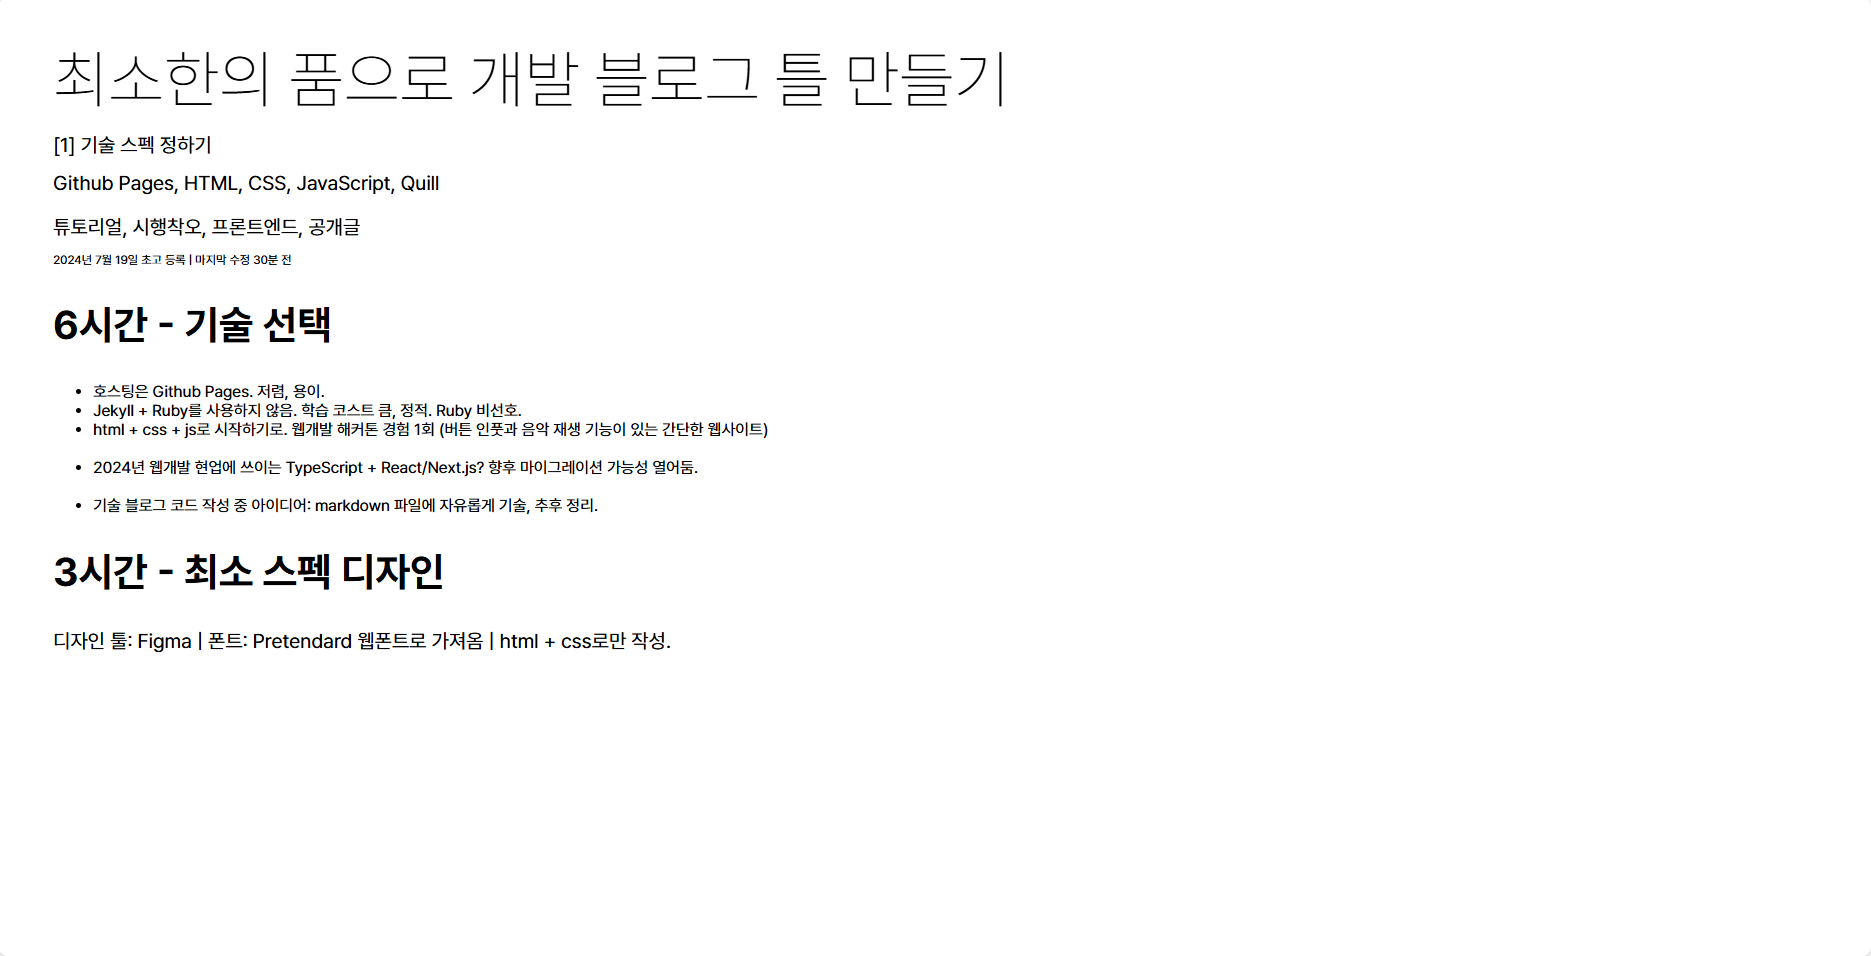 최소한의 품으로 개발 블로그 틀 만들기
[1] 기술 스펙 정하기
Github Pages, HTML, CSS, JavaScript, Quill
튜토리얼, 시행착오, 프론트엔드, 공개글
2024년 7월 19일 초고 등록 | 마지막 수정 30분 전
6시간 - 기술 선택
• 호스팅은 Github Pages. 저렴, 용이.
• Jekyll + Ruby를 사용하지 않음. 학습 코스트 큼, 정적. Ruby 비선호.
• html + css + js로 시작하기로. 웹개발 해커톤 경험 1회 (버튼 인풋과 음악 재생 기능이 있는 간단한 웹사이트)
• 2024년 웹개발 현업에 쓰이는 TypeScript + React/Next.js? 향후 마이그레이션 가능성 열어둠.
• 기술 블로그 코드 작성 중 아이디어: markdown 파일에 자유롭게 기술, 추후 정리.
3시간 - 최소 스펙 디자인
디자인 툴: Figma | 폰트: Pretendard 웹폰트로 가져옴 | html + css로만 작성.